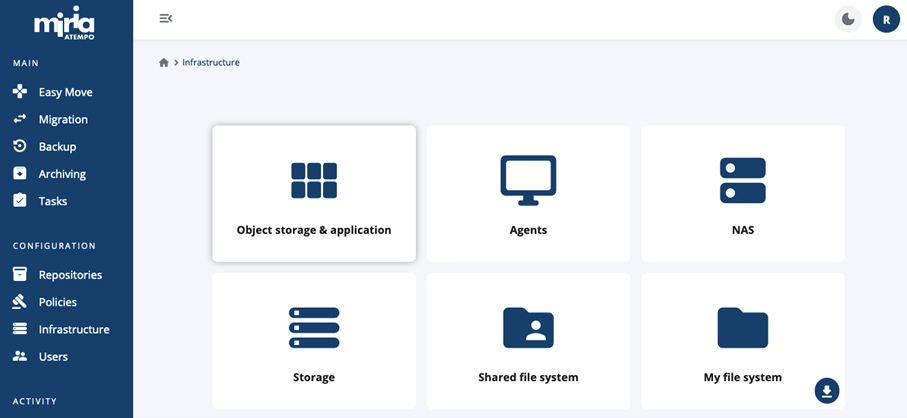 miria
ATEMPO
MAIN
Easy Move
Migration
Backup
Archiving
Tasks
CONFIGURATION
Repositories
Policies
Infrastructure
Users
ACTIVITY
R
Infrastructure
Object storage & application
Agents
NAS
Storage
Shared file system
My file system